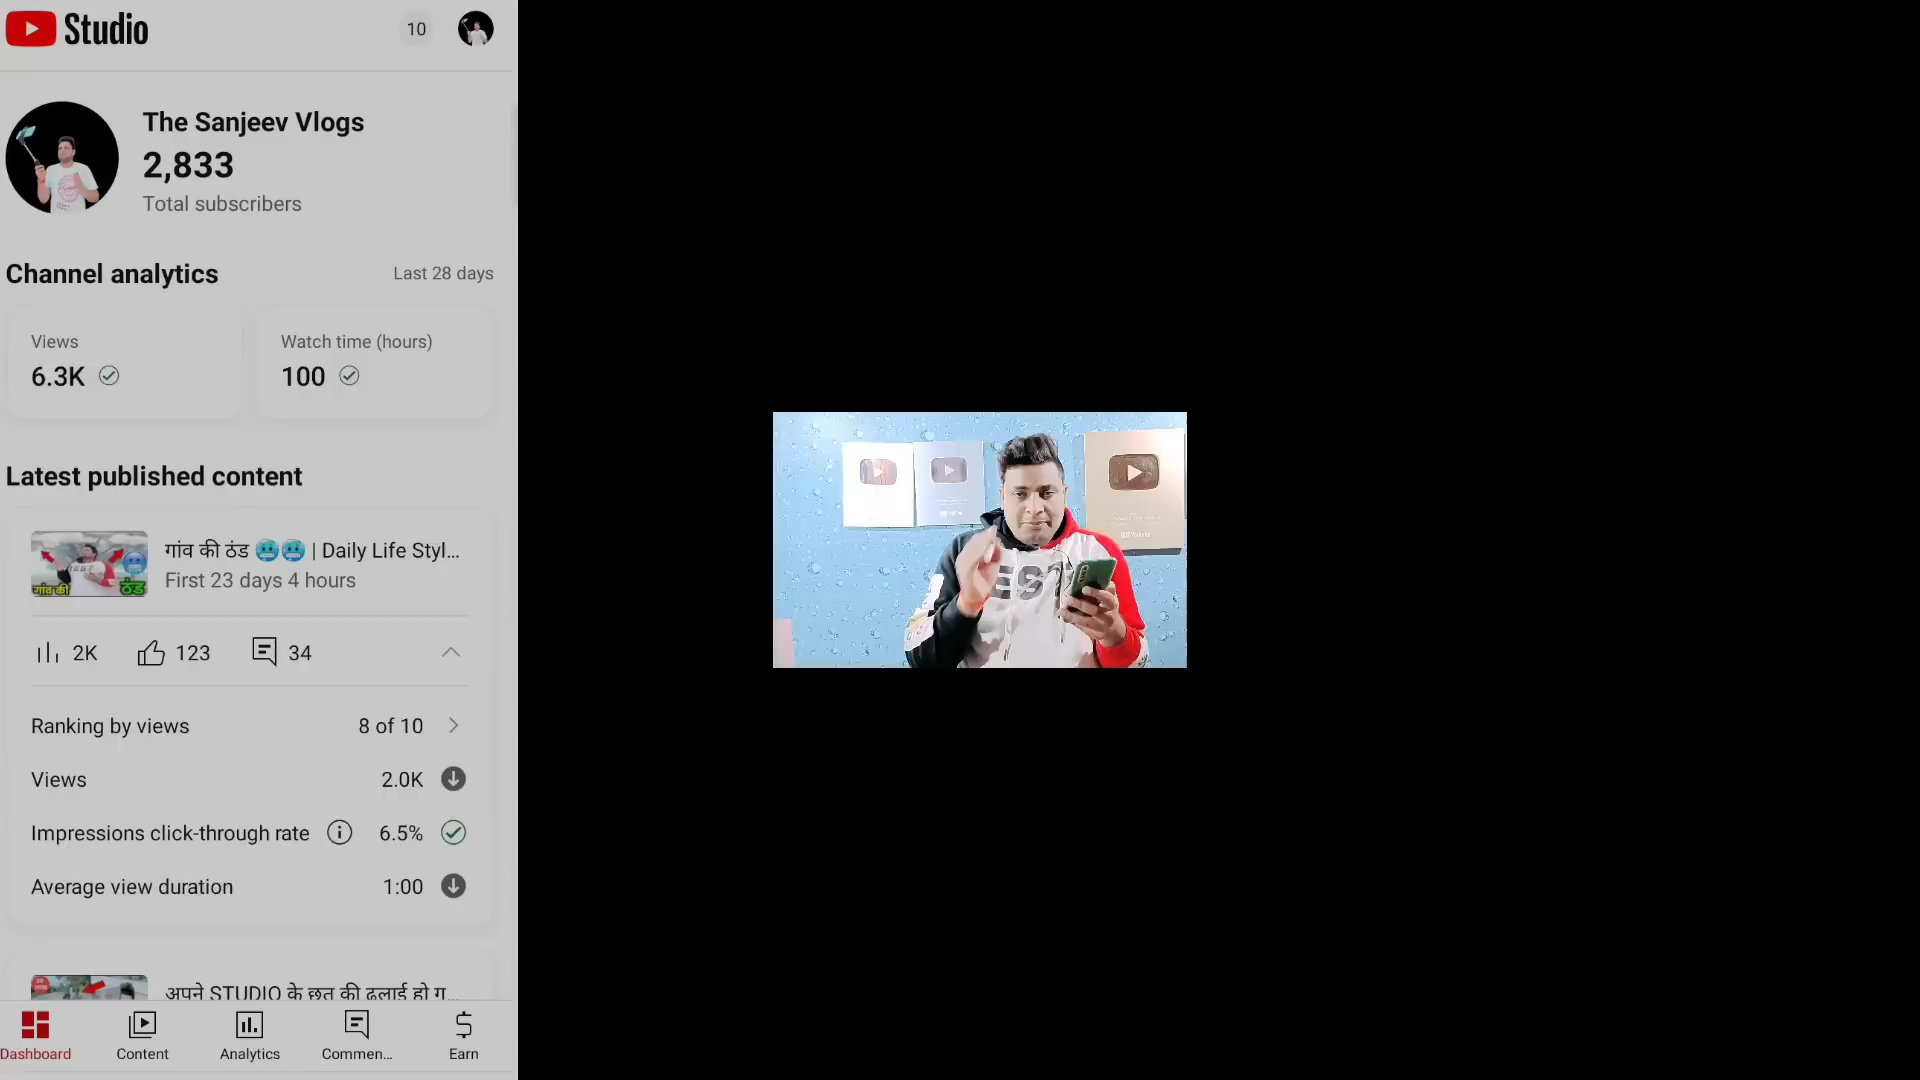 Studio
10
The Sanjeev Vlogs
2,833
Total subscribers
Channel analytics
Last 28 days
Views
6.3K
Watch time (hours)
100
Latest published content
गांव की ठंड 🥶🥶 | Daily Life Styl...
First 23 days 4 hours
गांव की
ठंड
2K
123
34
Ranking by views
8 of 10
Views
2.0K
Impressions click-through rate
6.5%
Average view duration
1:00
अपने STUDIO के छत की ढलाई हो ग...
Dashboard
Content
Analytics
Commen...
Earn
EST